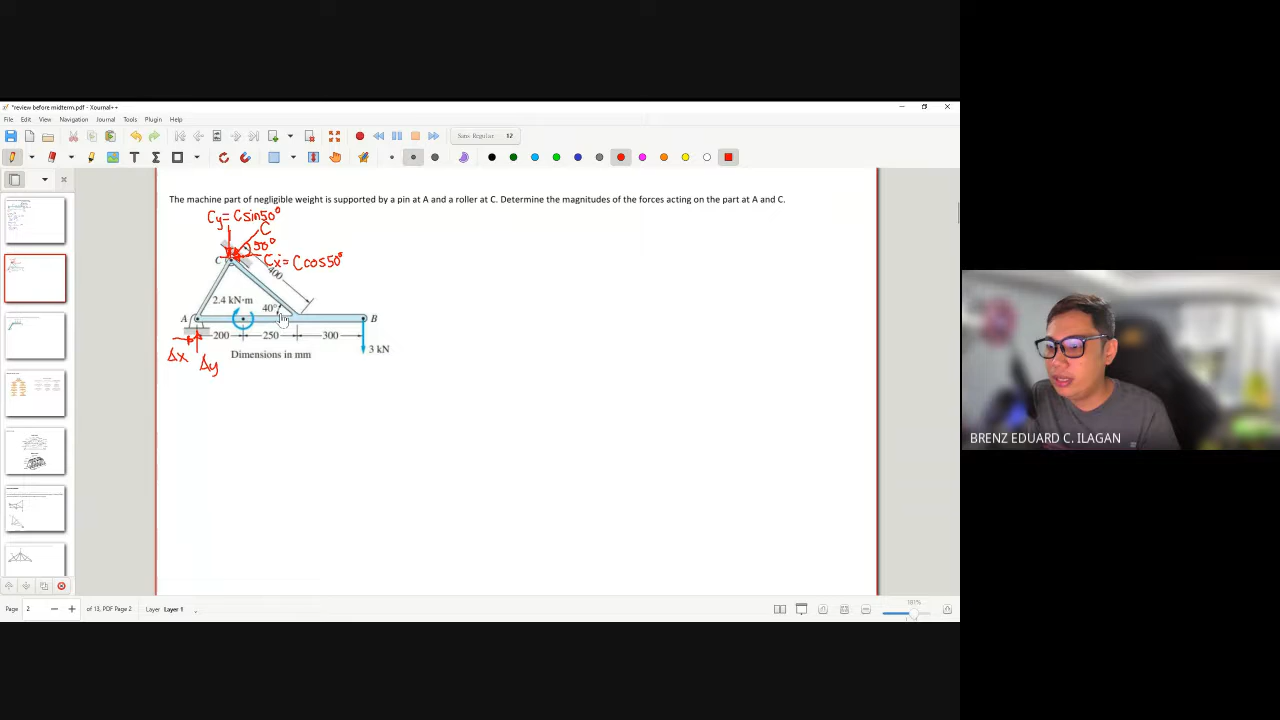 *review before midterm.pdf - Xournal++
File Edit View Navigation Journal Tools Plugin Help
Sans Regular 12
The machine part of negligible weight is supported by a pin at A and a roller at C. Determine the magnitudes of the forces acting on the part at A and C.
Cy = C sin50°
C
50°
C
Cx = C cos50°
400
2.4 kN·m
40°
A
B
200 250 300
3 kN
Ax
Ay
Dimensions in mm
BRENZ EDUARD C. ILAGAN
Page 2 of 13, PDF Page 2 Layer Layer 1
181%